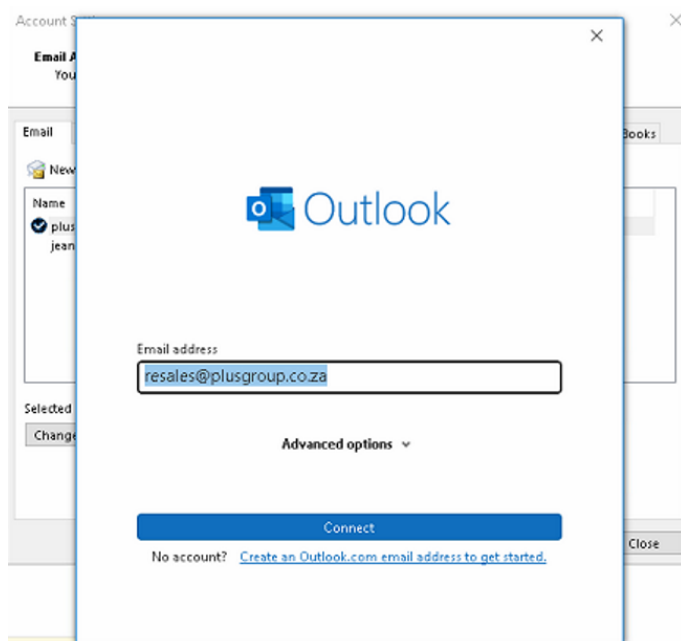 Account S
Email A
You
Email
Books
New
Name
plus
jean
Outlook
Email address
resales@plusgroup.co.za
Selected
Change
Advanced options
Connect
No account? Create an Outlook.com email address to get started.
Close